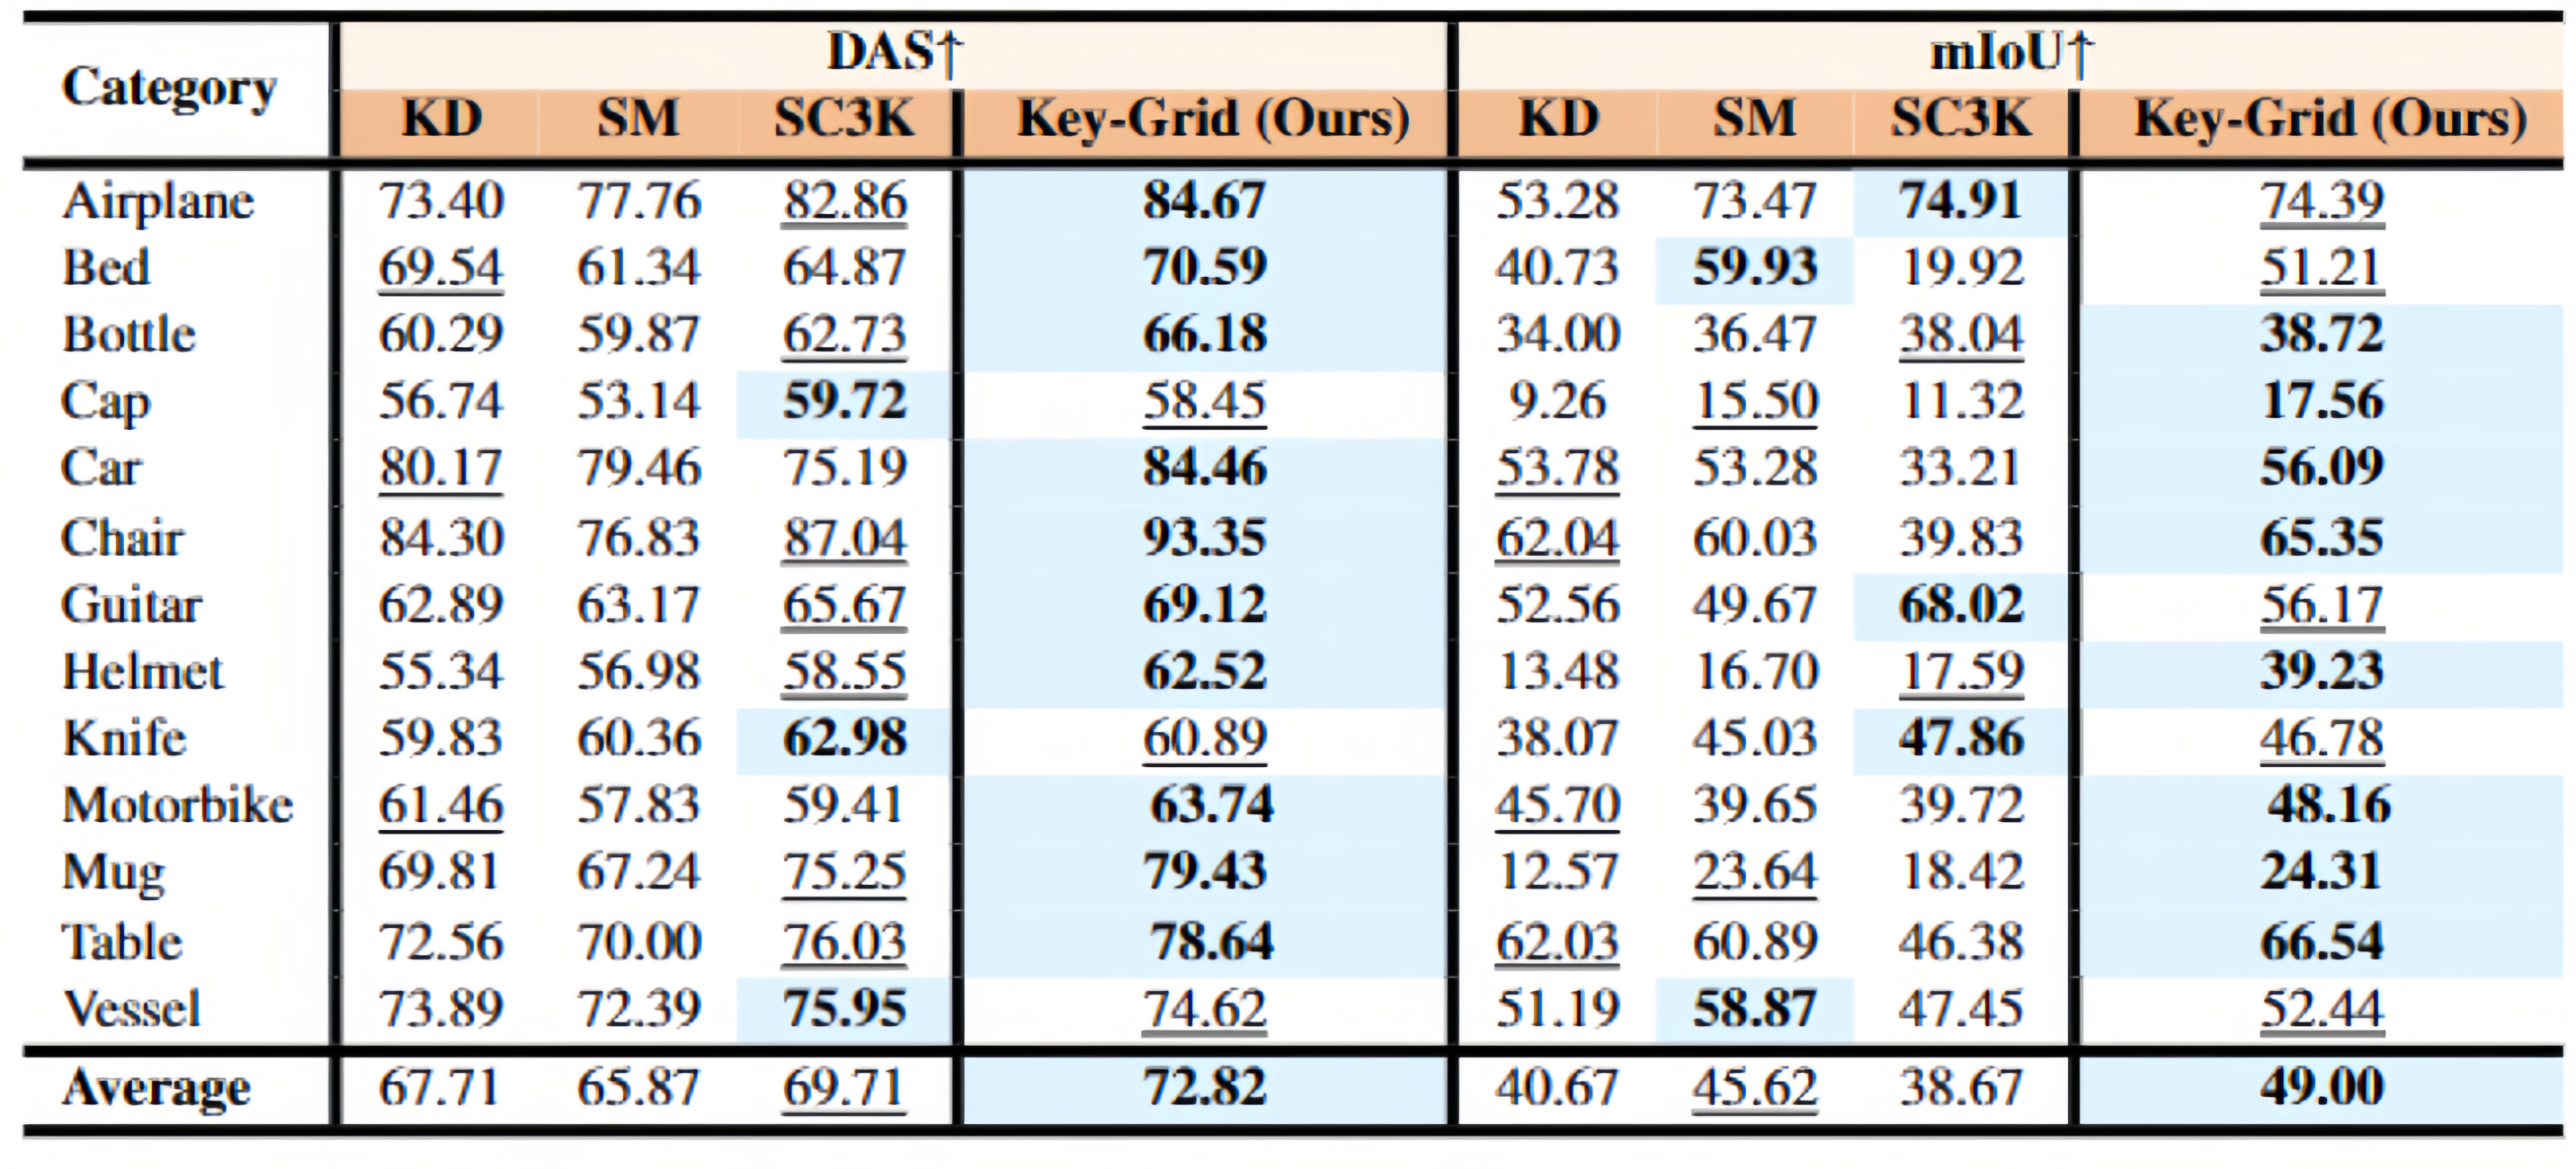 Category DAS↑ mIoU↑
KD SM SC3K Key-Grid (Ours) KD SM SC3K Key-Grid (Ours)
Airplane 73.40 77.76 82.86 84.67 53.28 73.47 74.91 74.39
Bed 69.54 61.34 64.87 70.59 40.73 59.93 19.92 51.21
Bottle 60.29 59.87 62.73 66.18 34.00 36.47 38.04 38.72
Cap 56.74 53.14 59.72 58.45 9.26 15.50 11.32 17.56
Car 80.17 79.46 75.19 84.46 53.78 53.28 33.21 56.09
Chair 84.30 76.83 87.04 93.35 62.04 60.03 39.83 65.35
Guitar 62.89 63.17 65.67 69.12 52.56 49.67 68.02 56.17
Helmet 55.34 56.98 58.55 62.52 13.48 16.70 17.59 39.23
Knife 59.83 60.36 62.98 60.89 38.07 45.03 47.86 46.78
Motorbike 61.46 57.83 59.41 63.74 45.70 39.65 39.72 48.16
Mug 69.81 67.24 75.25 79.43 12.57 23.64 18.42 24.31
Table 72.56 70.00 76.03 78.64 62.03 60.89 46.38 66.54
Vessel 73.89 72.39 75.95 74.62 51.19 58.87 47.45 52.44
Average 67.71 65.87 69.71 72.82 40.67 45.62 38.67 49.00